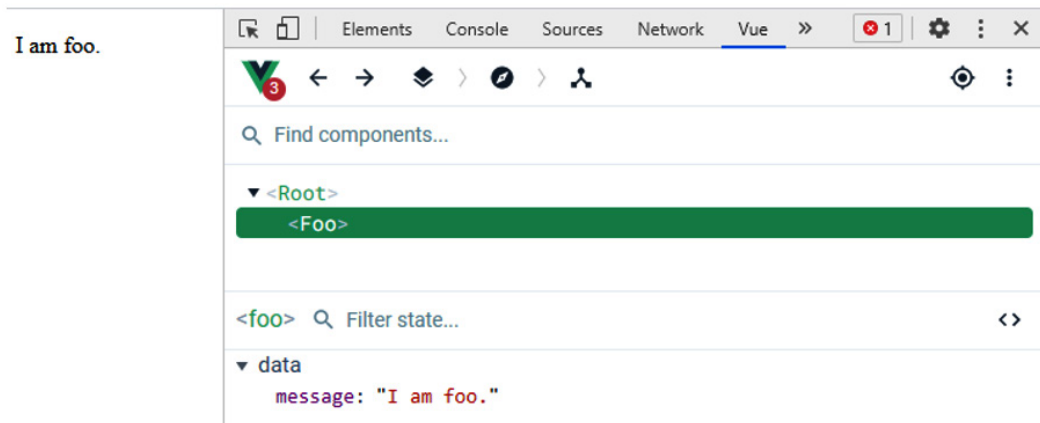 I am foo.
Elements Console Sources Network Vue » 1
3
Find components...
<Root>
<Foo>
<foo> Filter state...
data
message: "I am foo."